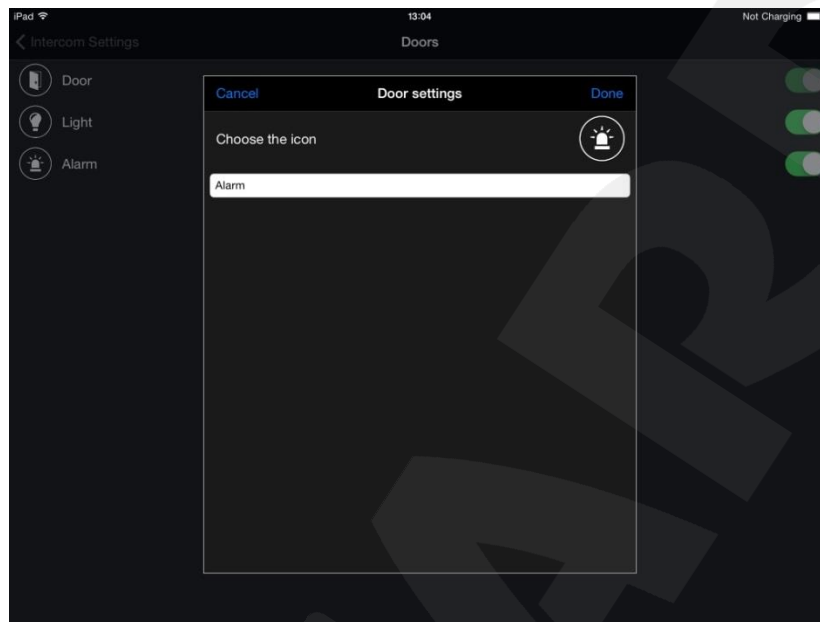 iPad 13:04 Not Charging
Intercom Settings Doors
Door
Cancel Door settings Done
Light
Choose the icon
Alarm
Alarm